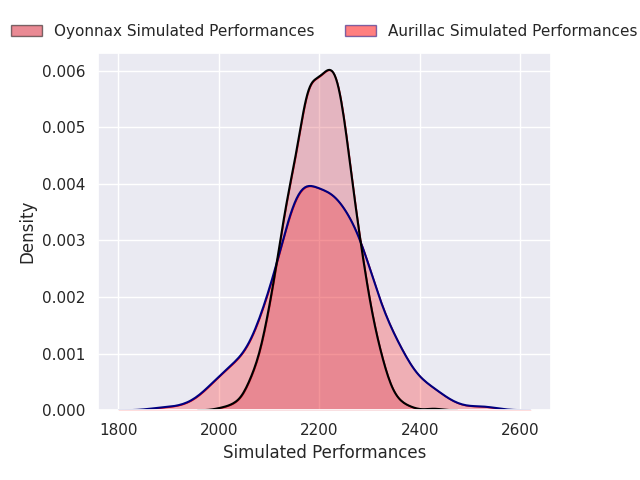 Oyonnax Simulated Performances Aurillac Simulated Performances
0.006
0.005
0.004
0.003
0.002
0.001
0.000
Density
1800 2000 2200 2400 2600
Simulated Performances